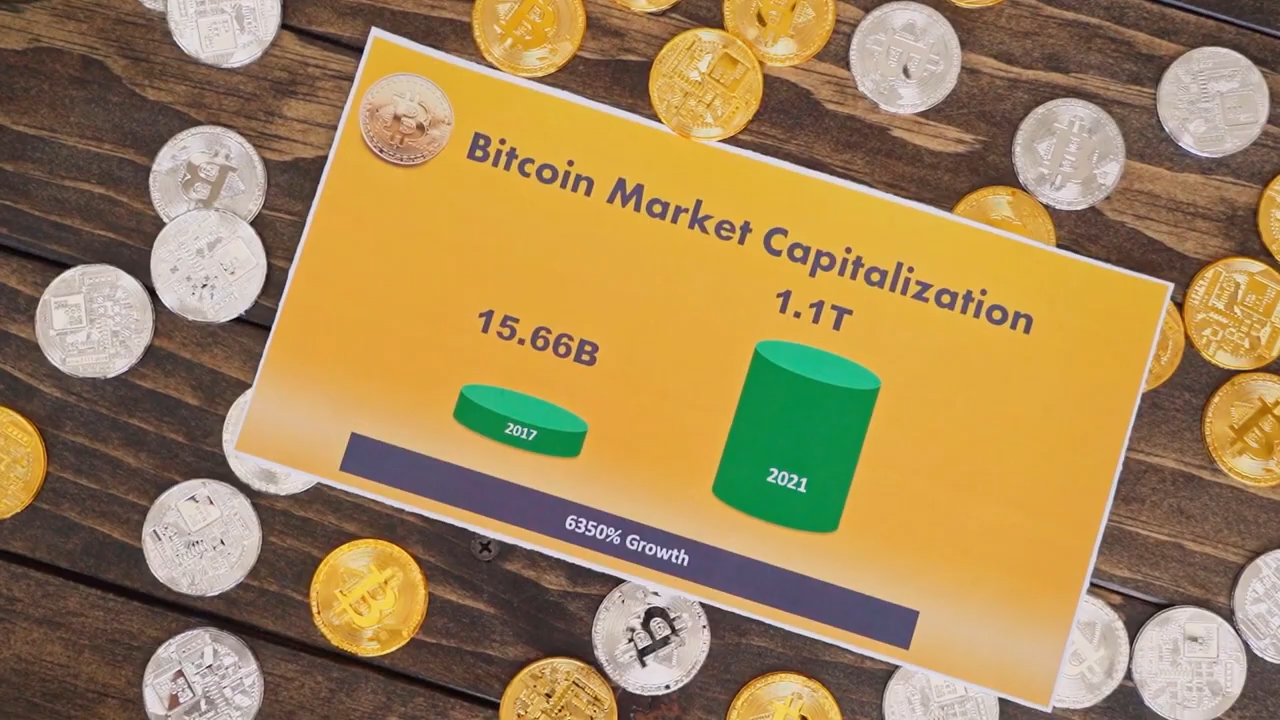 Bitcoin Market Capitalization
15.66B
1.1T
2017
2021
6350% Growth